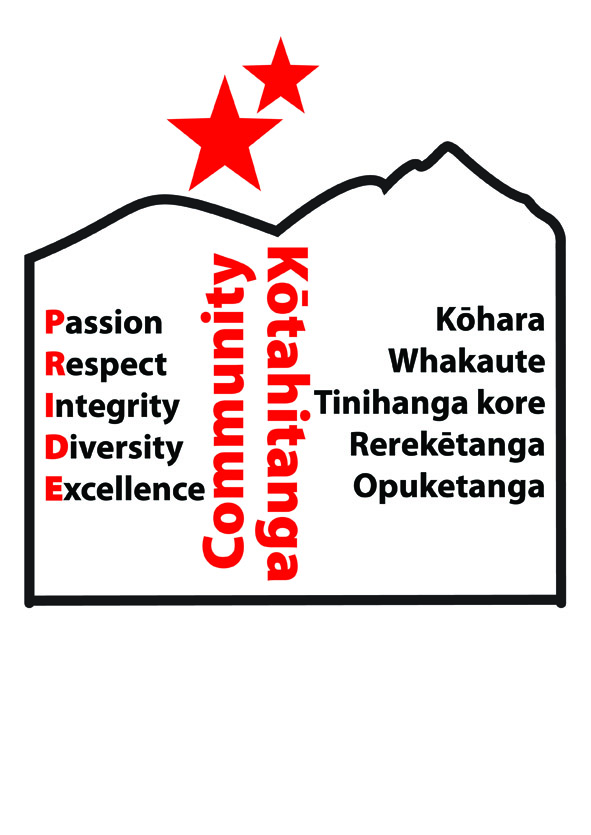 Passion
Respect
Integrity
Diversity
Excellence
Community
Kōtahitanga
Kōhara
Whakaute
Tinihanga kore
Rerekētanga
Opuketanga